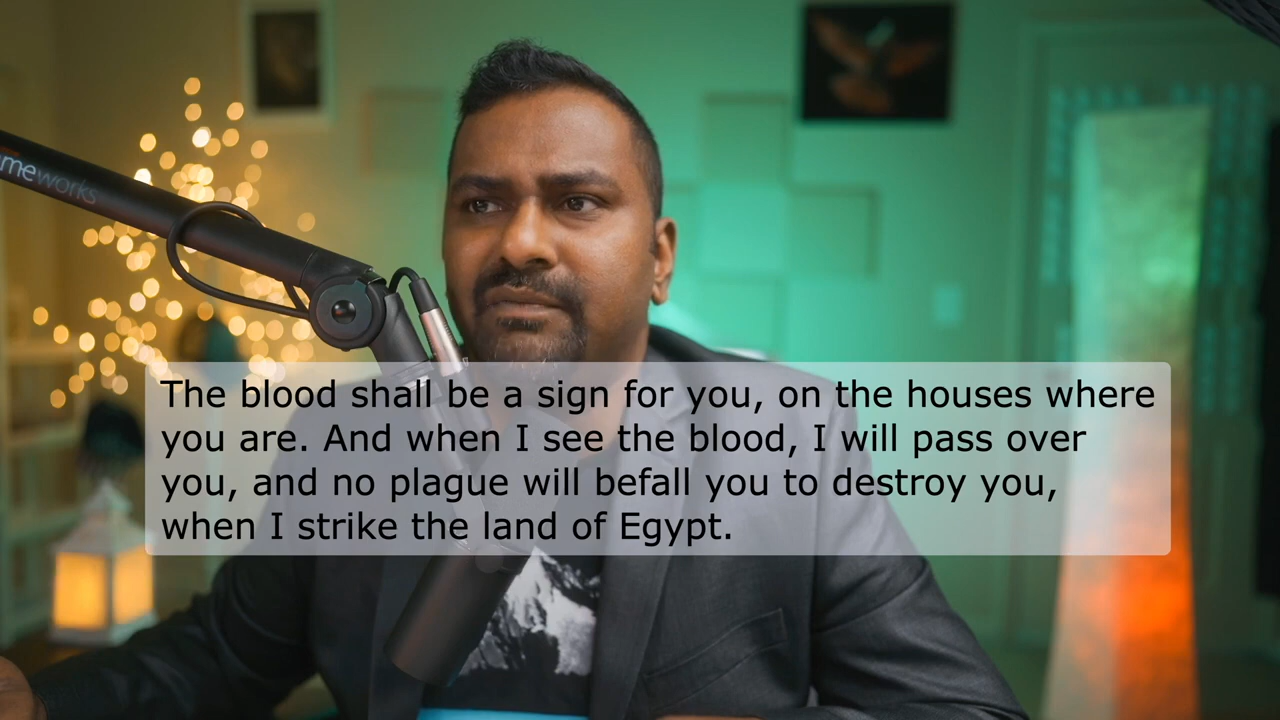 meworks
The blood shall be a sign for you, on the houses where
you are. And when I see the blood, I will pass over
you, and no plague will befall you to destroy you,
when I strike the land of Egypt.